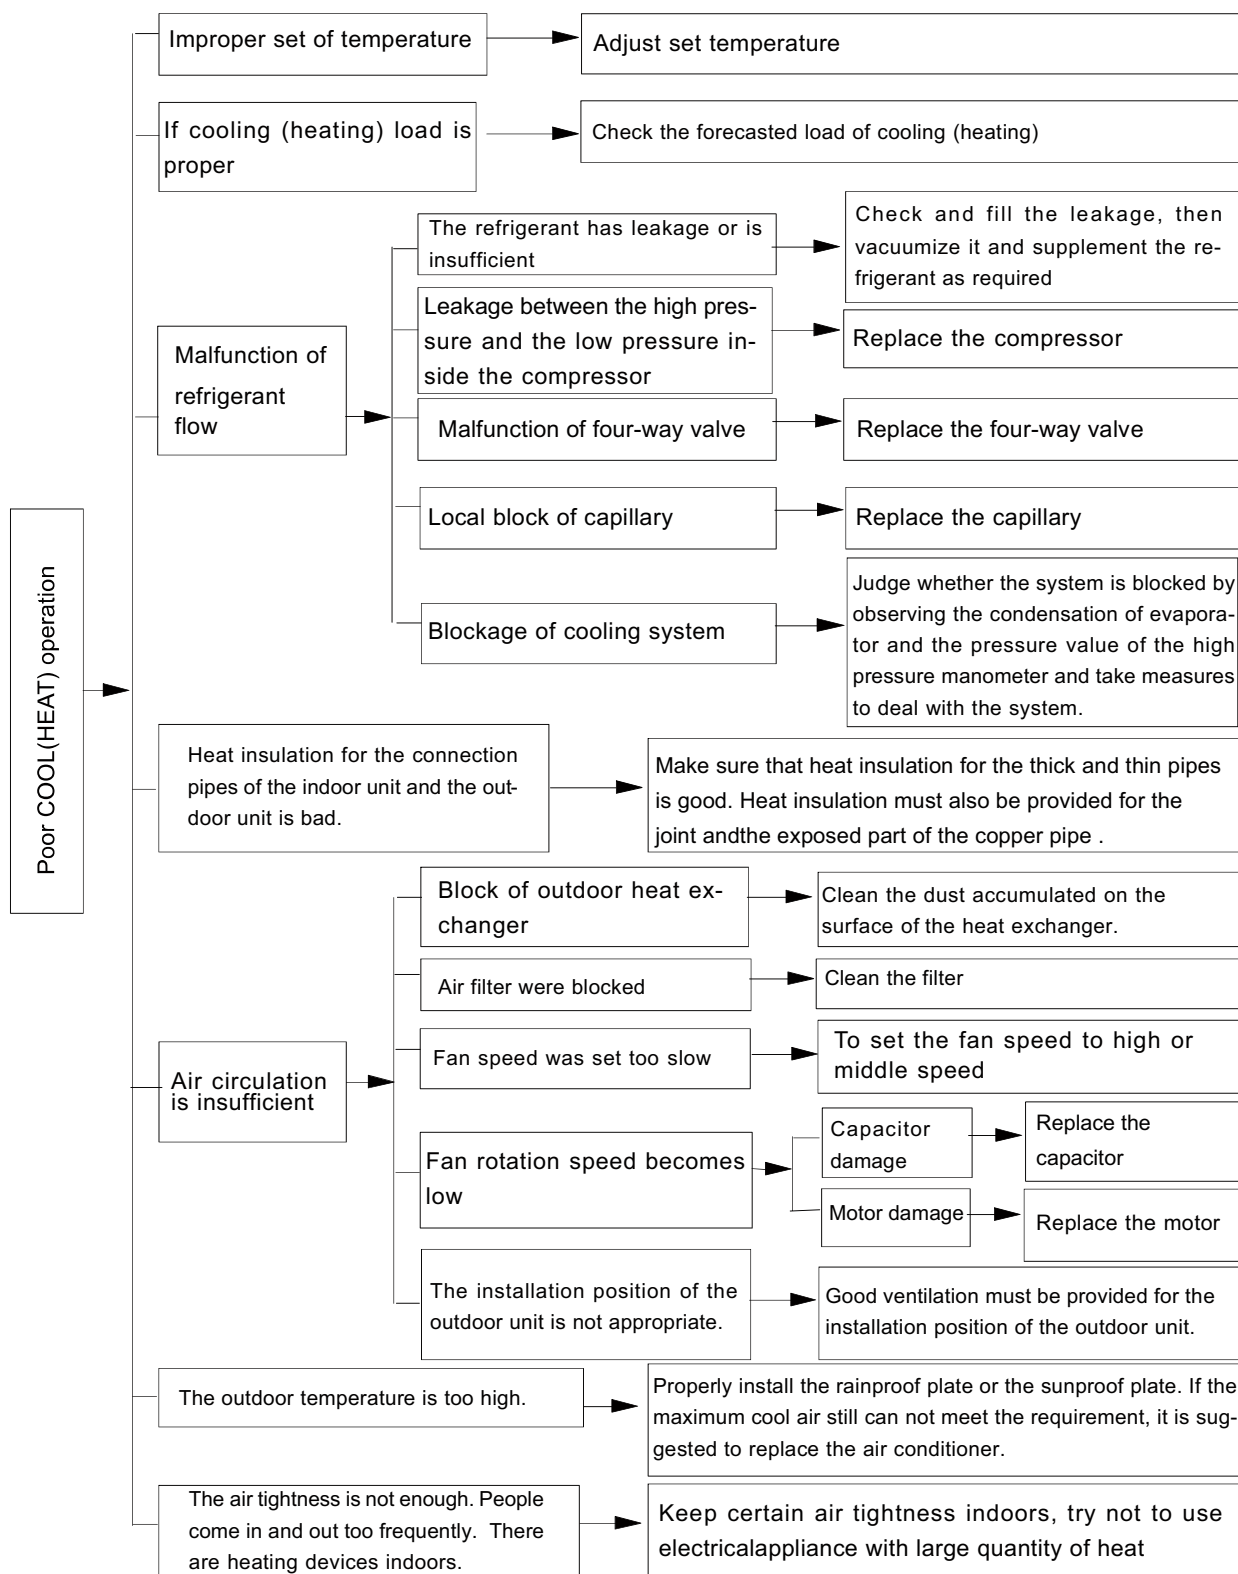 Poor COOL(HEAT) operation
Improper set of temperature
Adjust set temperature
If cooling (heating) load is
proper
Check the forecasted load of cooling (heating)
Malfunction of
refrigerant
flow
The refrigerant has leakage or is
insufficient
Check and fill the leakage, then
vacuumize it and supplement the re-
frigerant as required
Leakage between the high pres-
sure and the low pressure in-
side the compressor
Replace the compressor
Malfunction of four-way valve
Replace the four-way valve
Local block of capillary
Replace the capillary
Blockage of cooling system
Judge whether the system is blocked by
observing the condensation of evapora-
tor and the pressure value of the high
pressure manometer and take measures
to deal with the system.
Heat insulation for the connection
pipes of the indoor unit and the out-
door unit is bad.
Make sure that heat insulation for the thick and thin pipes
is good. Heat insulation must also be provided for the
joint andthe exposed part of the copper pipe .
Air circulation
is insufficient
Block of outdoor heat ex-
changer
Clean the dust accumulated on the
surface of the heat exchanger.
Air filter were blocked
Clean the filter
Fan speed was set too slow
To set the fan speed to high or
middle speed
Fan rotation speed becomes
low
Capacitor
damage
Replace the
capacitor
Motor damage
Replace the motor
The installation position of the
outdoor unit is not appropriate.
Good ventilation must be provided for the
installation position of the outdoor unit.
The outdoor temperature is too high.
Properly install the rainproof plate or the sunproof plate. If the
maximum cool air still can not meet the requirement, it is sug-
gested to replace the air conditioner.
The air tightness is not enough. People
come in and out too frequently. There
are heating devices indoors.
Keep certain air tightness indoors, try not to use
electricalappliance with large quantity of heat